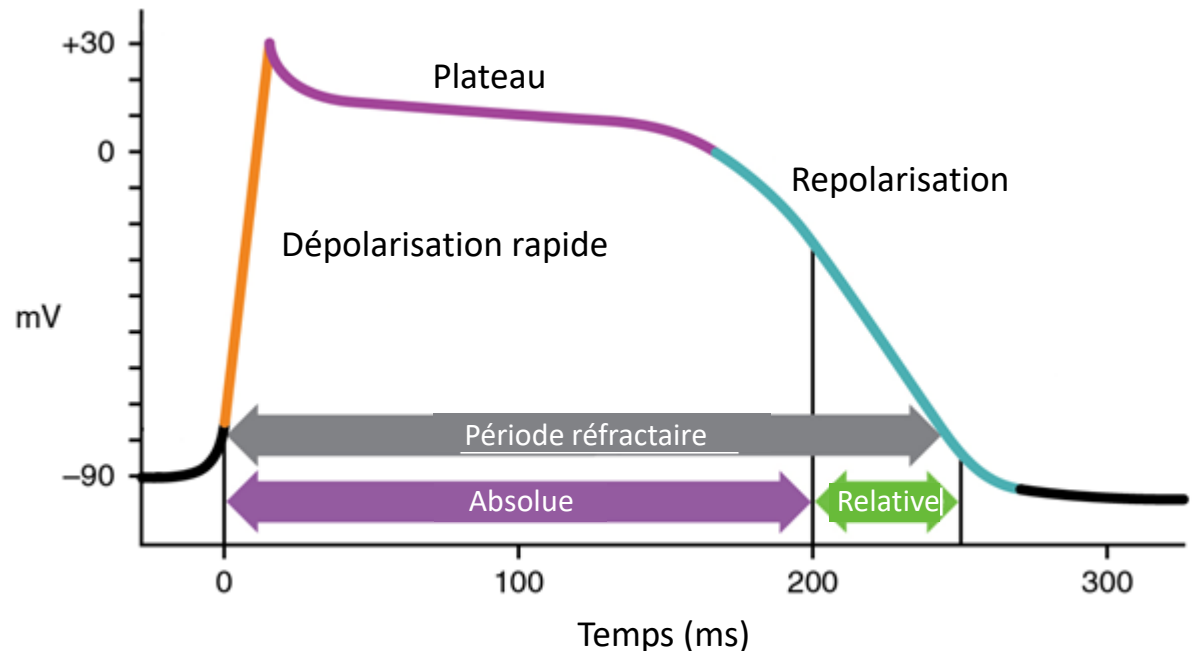 +30
Plateau
0
Repolarisation
Dépolarisation rapide
mV
Période réfractaire
–90
Absolue
Relative
0
100
200
300
Temps (ms)